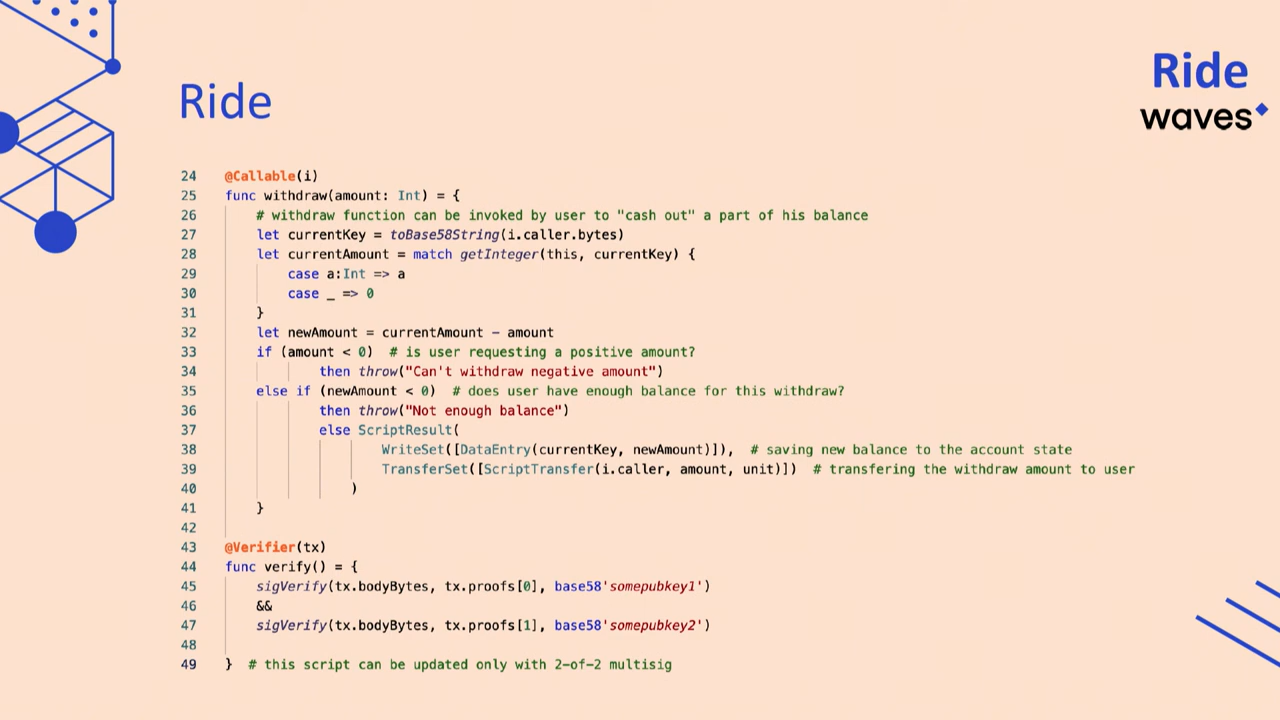 Ride
Ride
waves
24 @Callable(i)
25 func withdraw(amount: Int) = {
26 # withdraw function can be invoked by user to "cash out" a part of his balance
27 let currentKey = toBase58String(i.caller.bytes)
28 let currentAmount = match getInteger(this, currentKey) {
29 case a:Int => a
30 case _ => 0
31 }
32 let newAmount = currentAmount - amount
33 if (amount < 0) # is user requesting a positive amount?
34 then throw("Can't withdraw negative amount")
35 else if (newAmount < 0) # does user have enough balance for this withdraw?
36 then throw("Not enough balance")
37 else ScriptResult(
38 WriteSet([DataEntry(currentKey, newAmount)]), # saving new balance to the account state
39 TransferSet([ScriptTransfer(i.caller, amount, unit)]) # transfering the withdraw amount to user
40 )
41 }
42
43 @Verifier(tx)
44 func verify() = {
45 sigVerify(tx.bodyBytes, tx.proofs[0], base58'somepubkey1')
46 &&
47 sigVerify(tx.bodyBytes, tx.proofs[1], base58'somepubkey2')
48
49 } # this script can be updated only with 2-of-2 multisig